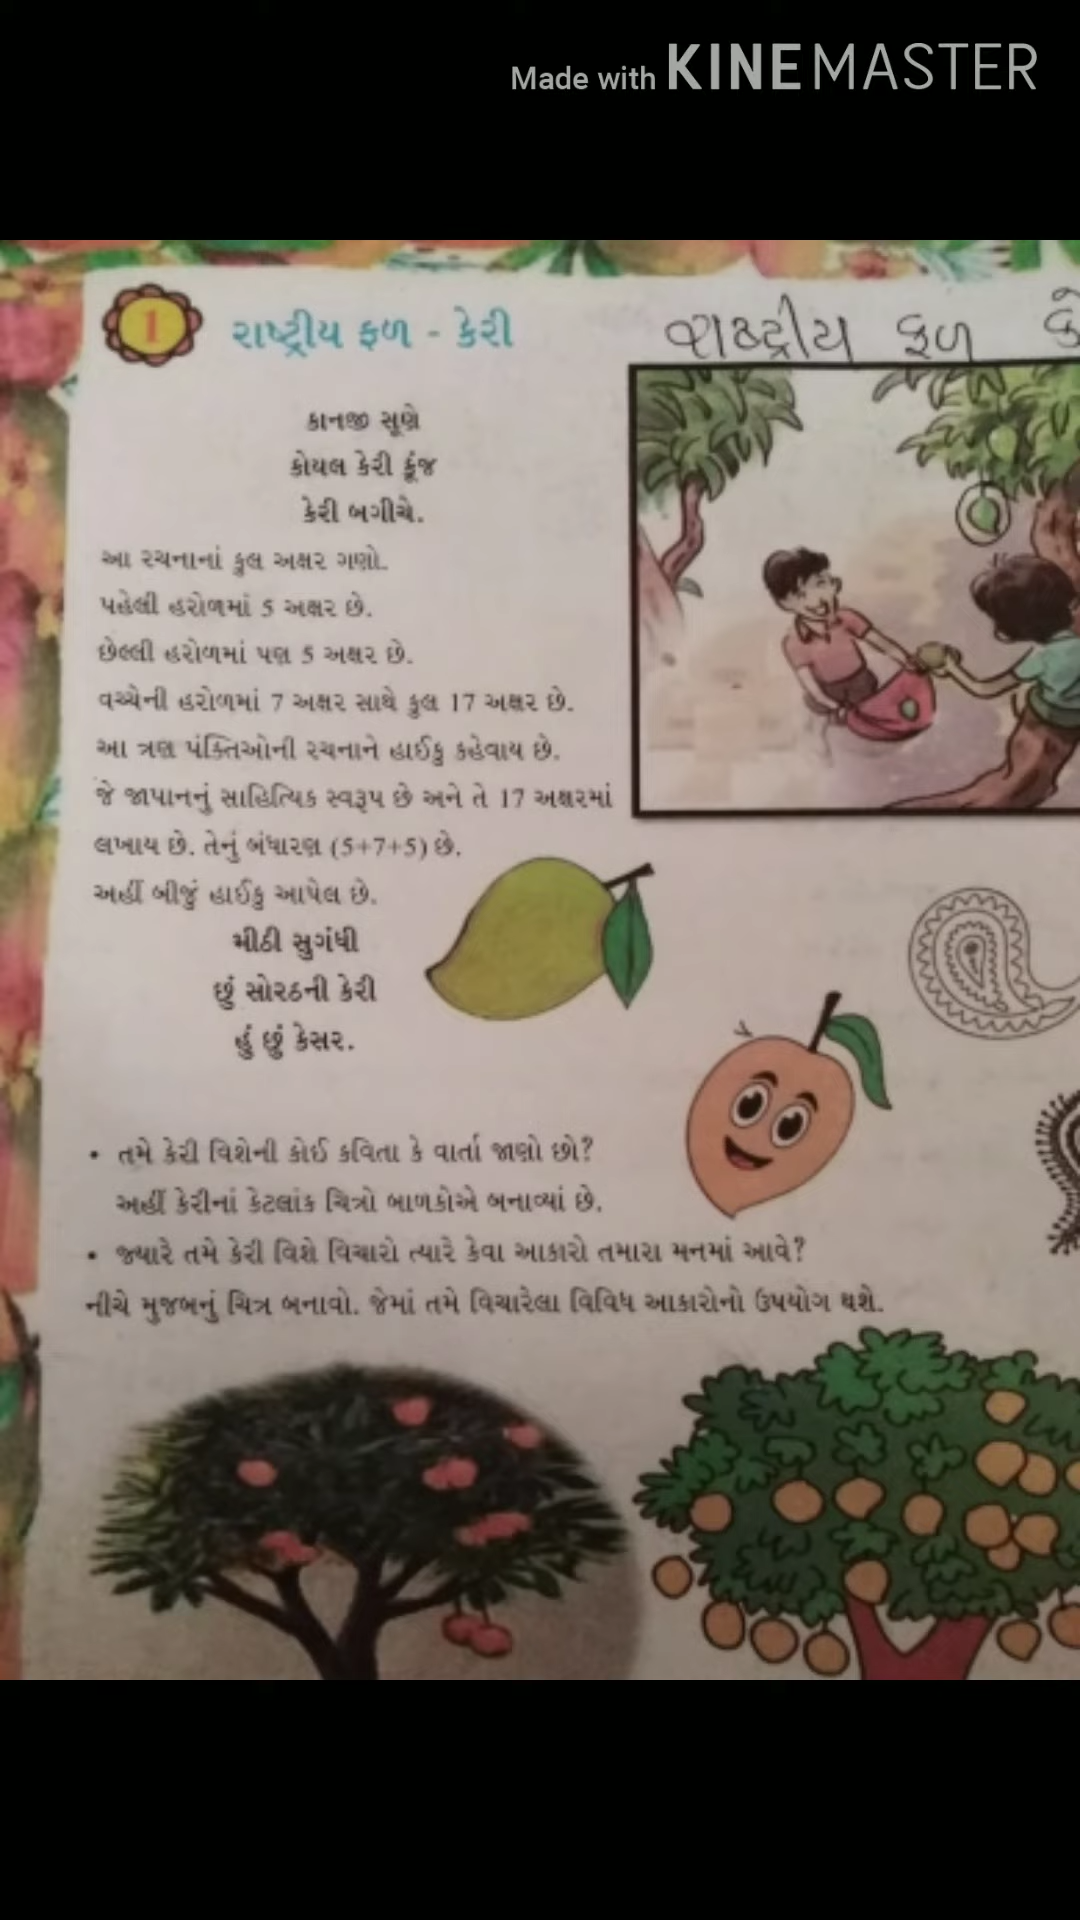 Made with KINEMASTER
1
રાષ્ટ્રીય ફળ - કેરી
રાષ્ટ્રીય ફળ
કાનજી સૂણે
કોયલ કેરી કૂંજ
કેરી બગીચે.
આ રચનાનાં કુલ અક્ષર ગણો.
પહેલી હરોળમાં 5 અક્ષર છે.
છેલ્લી હરોળમાં પણ 5 અક્ષર છે.
વચ્ચેની હરોળમાં 7 અક્ષર સાથે કુલ 17 અક્ષર છે.
આ ત્રણ પંક્તિઓની રચનાને હાઈકુ કહેવાય છે.
જે જાપાનનું સાહિત્યિક સ્વરૂપ છે અને તે 17 અક્ષરમાં
લખાય છે. તેનું બંધારણ (5+7+5) છે.
અહીં બીજું હાઈકુ આપેલ છે.
મીઠી સુગંધી
છું સોરઠની કેરી
હું છું કેસર.
• તમે કેરી વિશેની કોઈ કવિતા કે વાર્તા જાણો છો?
અહીં કેરીનાં કેટલાંક ચિત્રો બાળકોએ બનાવ્યાં છે.
• જ્યારે તમે કેરી વિશે વિચારો ત્યારે કેવા આકારો તમારા મનમાં આવે?
નીચે મુજબનું ચિત્ર બનાવો. જેમાં તમે વિચારેલા વિવિધ આકારોનો ઉપયોગ થશે.